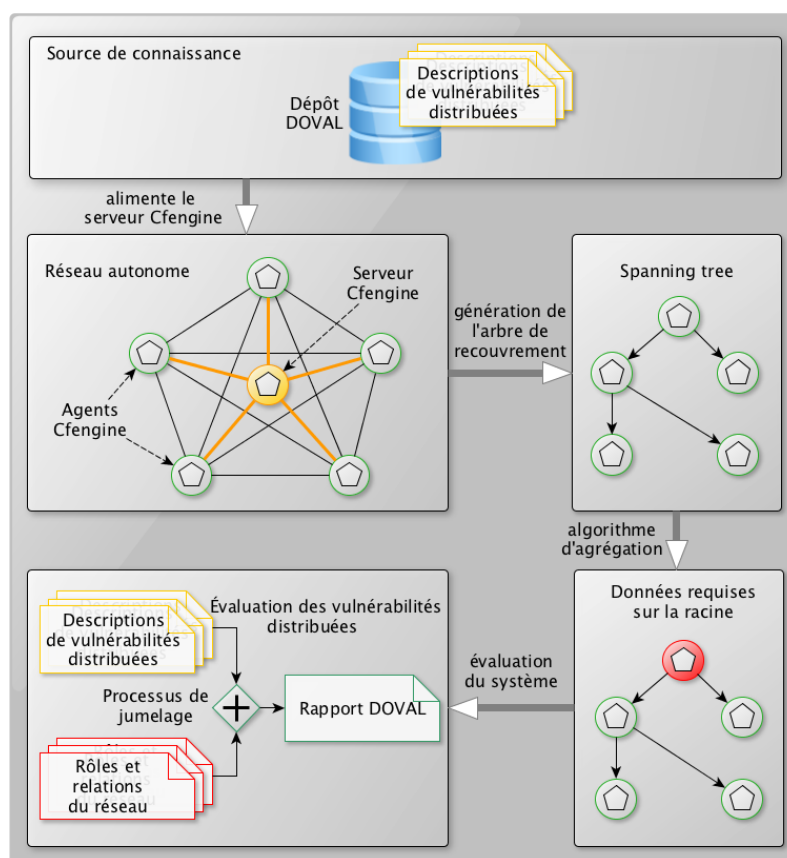 Source de connaissance
Dépôt
DOVAL
Descriptions
de vulnérabilités
distribuées
alimente le
serveur Cfengine
Réseau autonome
Serveur
Cfengine
Agents
Cfengine
génération de
l'arbre de
recouvrement
Spanning tree
algorithme
d'agrégation
Données requises
sur la racine
évaluation
du système
Évaluation des vulnérabilités
distribuées
Descriptions
de vulnérabilités
distribuées
Processus de
jumelage
Rapport DOVAL
Rôles et
relations
du réseau